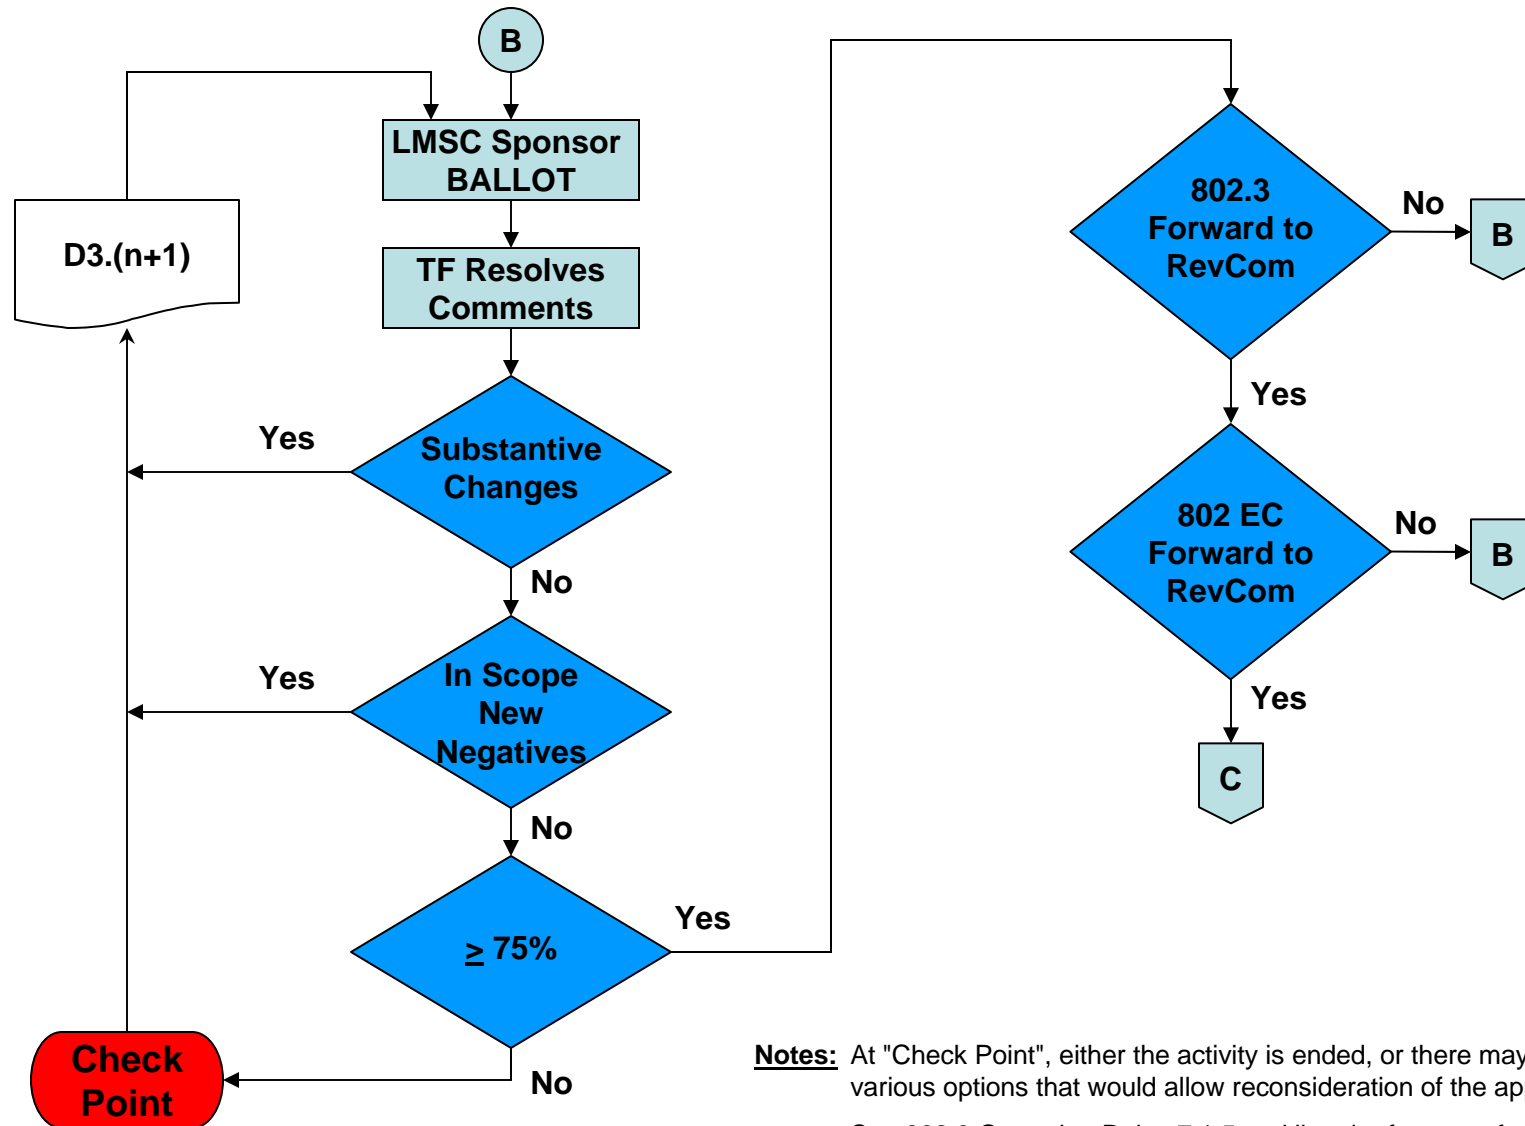 B
LMSC Sponsor
BALLOT
D3.(n+1)
TF Resolves
Comments
Yes
Substantive
Changes
No
Yes
In Scope
New
Negatives
No
≥ 75%
Yes
No
Check
Point
802.3
Forward to
RevCom
No
B
Yes
802 EC
Forward to
RevCom
No
B
Yes
C
Notes: At "Check Point", either the activity is ended, or there may
various options that would allow reconsideration of the ap